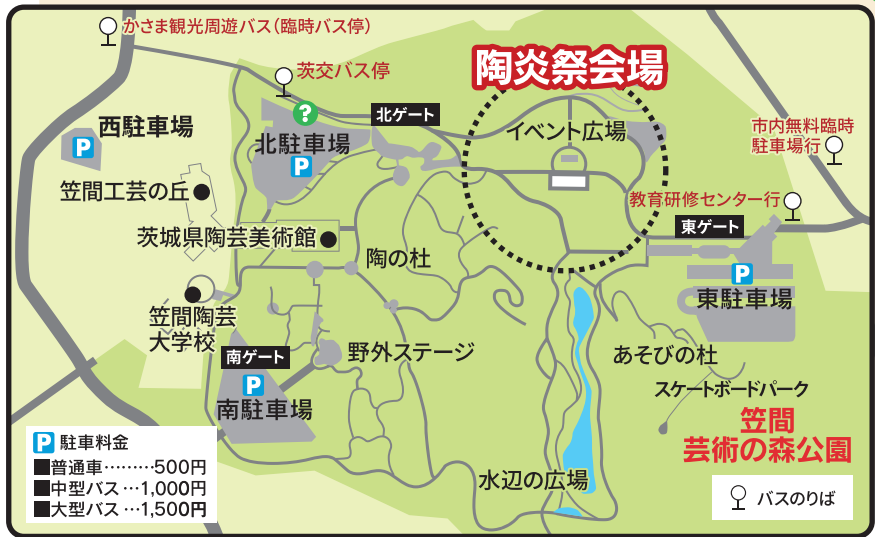 かさま観光周遊バス（臨時バス停）
茨交バス停
陶炎祭会場
北ゲート
西駐車場
P
?
北駐車場
P
イベント広場
市内無料臨時
駐車場行
笠間工芸の丘
教育研修センター行
茨城県陶芸美術館
東ゲート
陶の杜
P
東駐車場
笠間陶芸
大学校
南ゲート
野外ステージ
あそびの杜
P
南駐車場
スケートボードパーク
笠間
芸術の森公園
P 駐車料金
■普通車………500円
■中型バス…1,000円
■大型バス…1,500円
水辺の広場
バスのりば